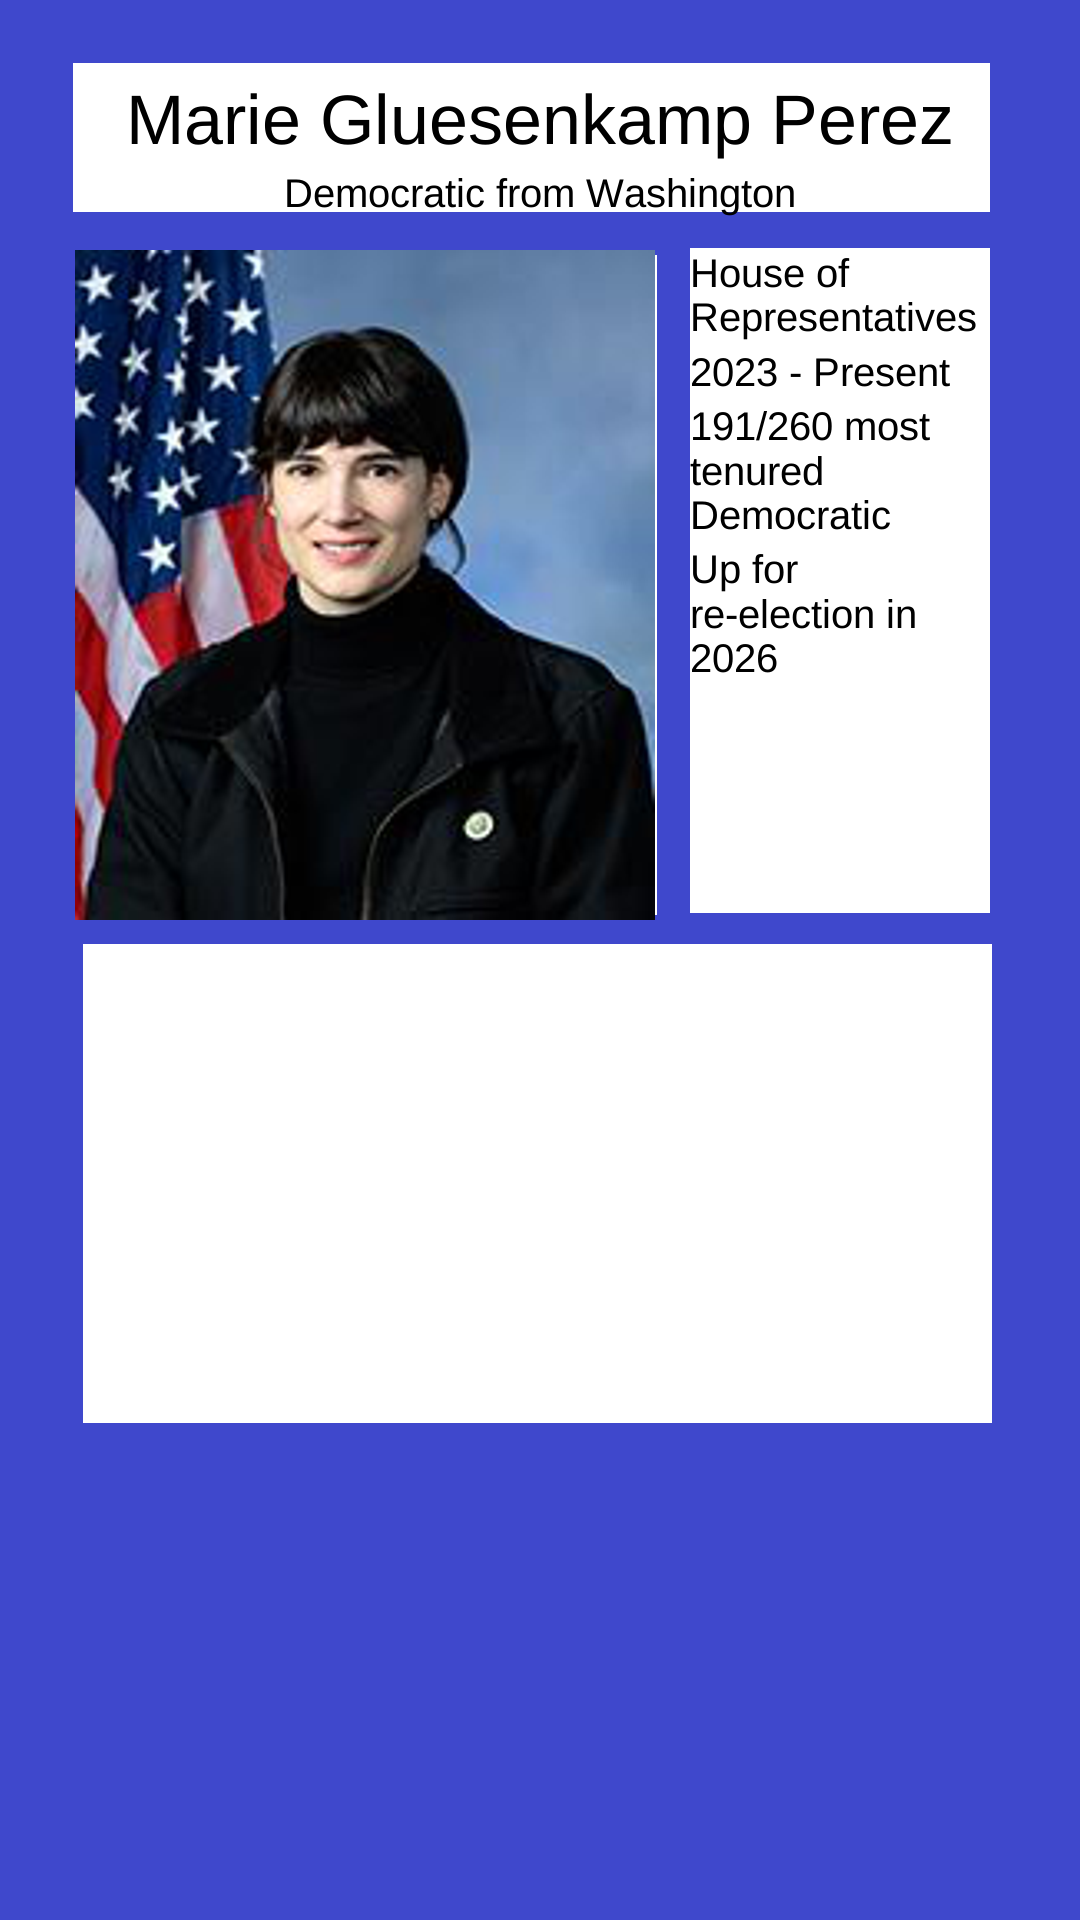 Marie Gluesenkamp Perez
Democratic from Washington
House of
Representatives
2023 - Present
191/260 most
tenured
Democratic
Up for
re-election in
2026